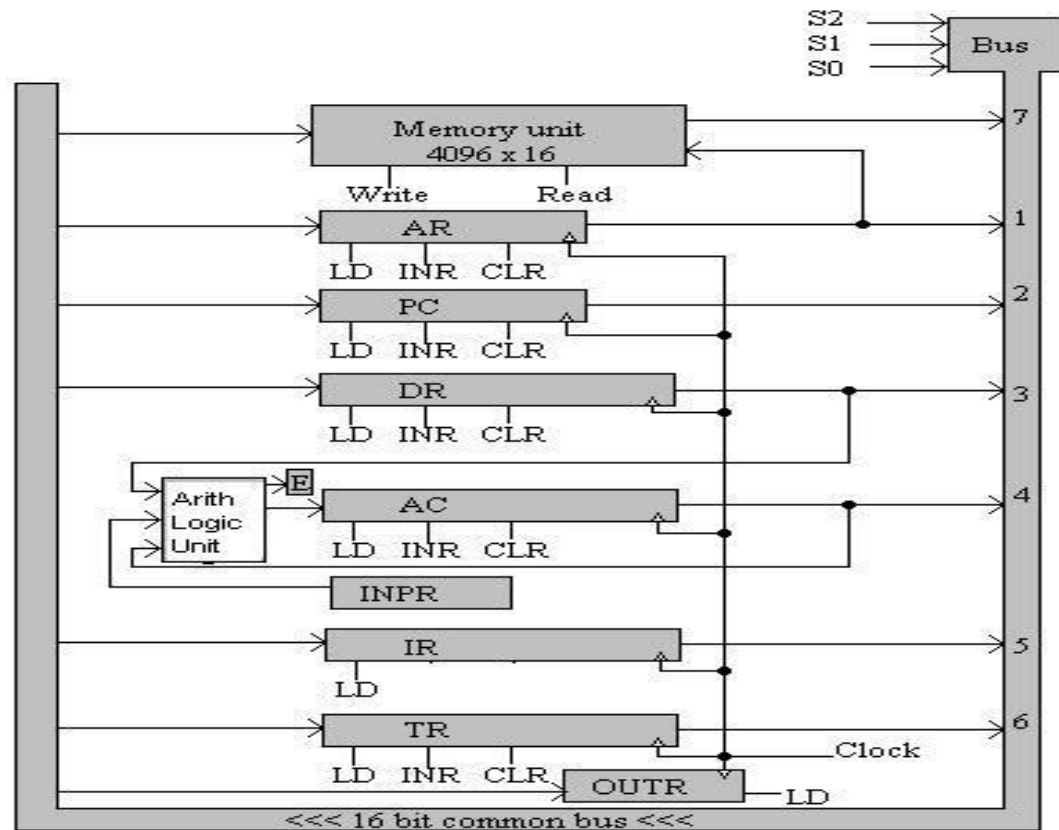 S2
S1
S0
Bus
Memory unit
4096 x 16
7
Write Read
AR
1
LD INR CLR
PC
2
LD INR CLR
DR
3
LD INR CLR
E
Arith
Logic
Unit
AC
4
LD INR CLR
INPR
IR
5
LD
TR
6
Clock
LD INR CLR
OUTR
LD
<<< 16 bit common bus <<<